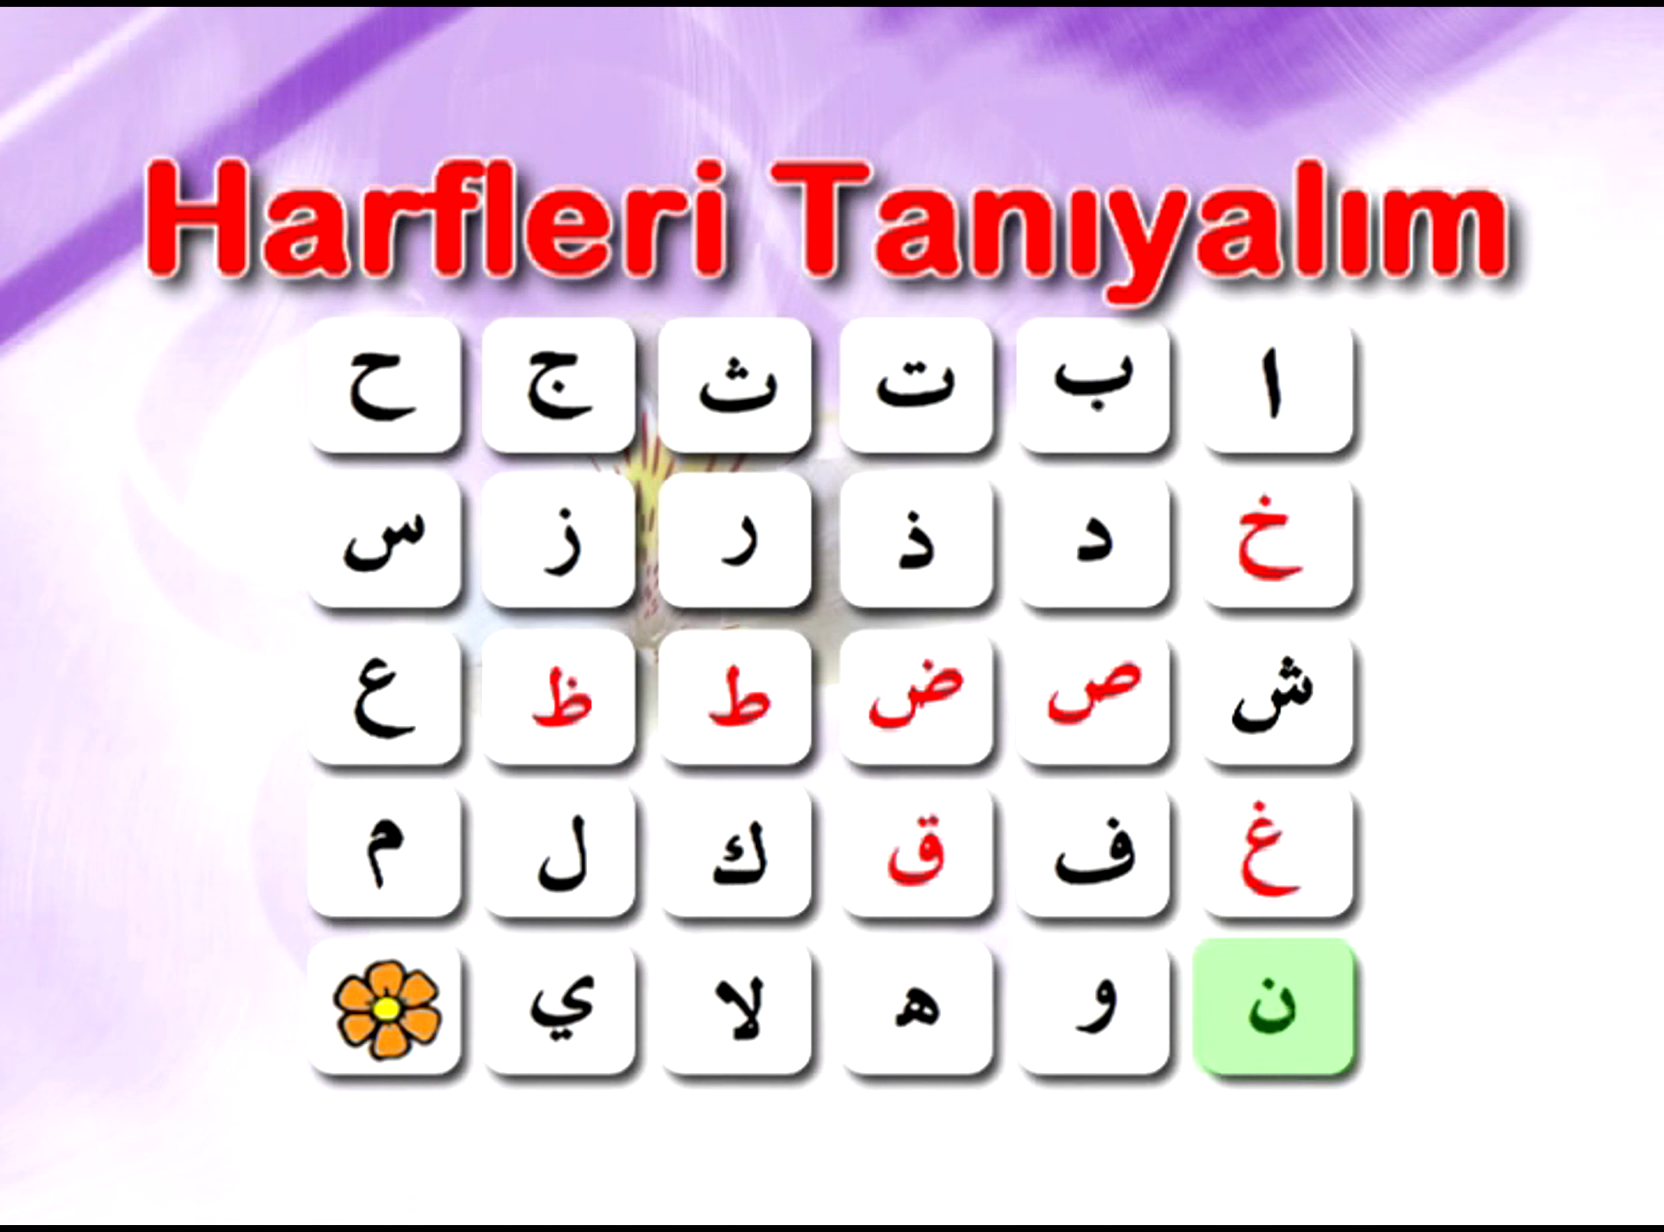 Harfleri Tanıyalım
ا ب ت ث ج ح
خ د ذ ر ز س
ش ص ض ط ظ ع
غ ف ق ك ل م
ن و ه لا ي